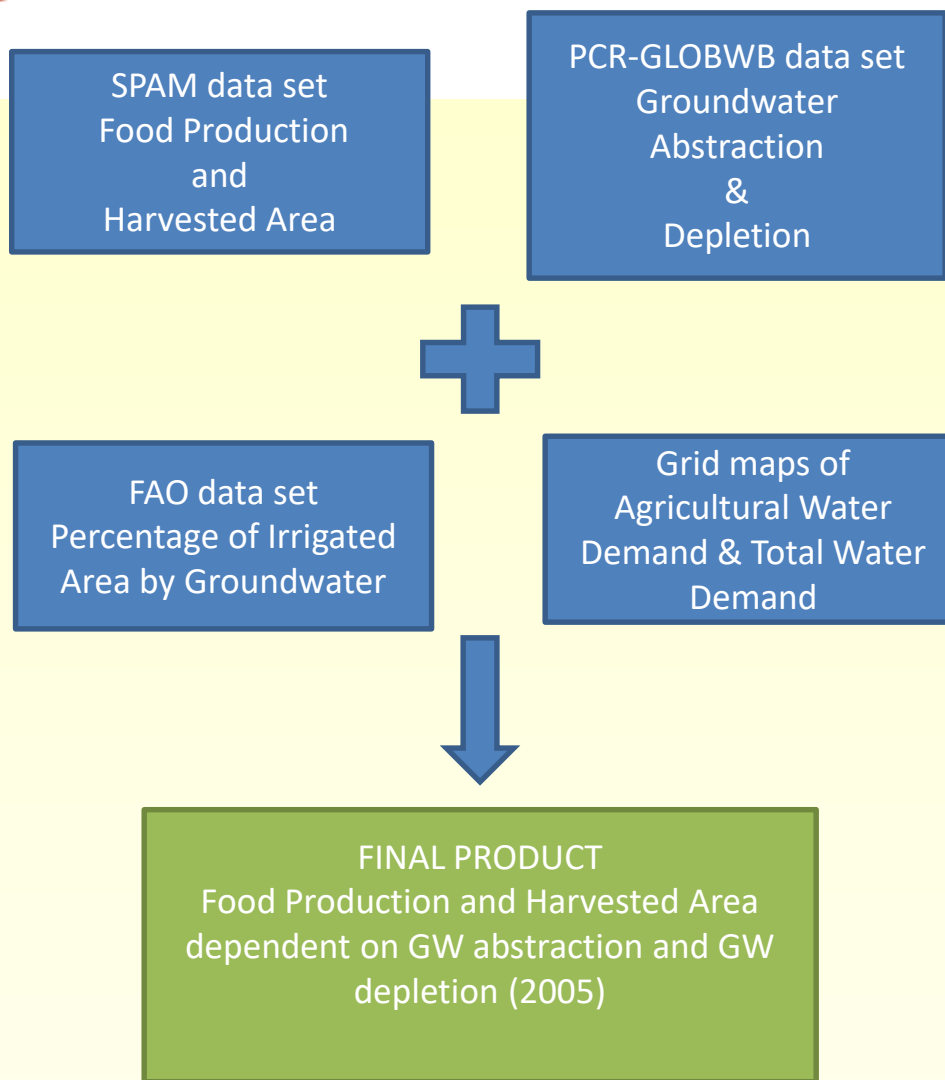 SPAM data set
Food Production
and
Harvested Area
PCR-GLOBWB data set
Groundwater
Abstraction
&
Depletion
FAO data set
Percentage of Irrigated
Area by Groundwater
Grid maps of
Agricultural Water
Demand & Total Water
Demand
FINAL PRODUCT
Food Production and Harvested Area
dependent on GW abstraction and GW
depletion (2005)